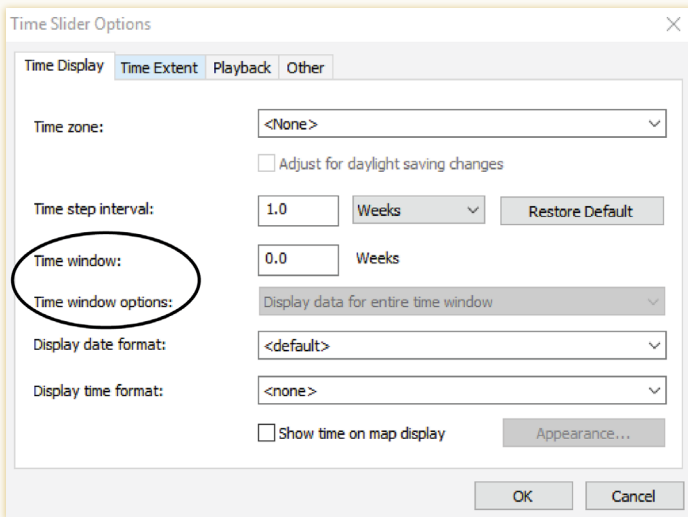 Time Slider Options
Time Display Time Extent Playback Other
Time zone: <None>
Adjust for daylight saving changes
Time step interval: 1.0 Weeks Restore Default
Time window: 0.0 Weeks
Time window options: Display data for entire time window
Display date format: <default>
Display time format: <none>
Show time on map display Appearance...
OK Cancel